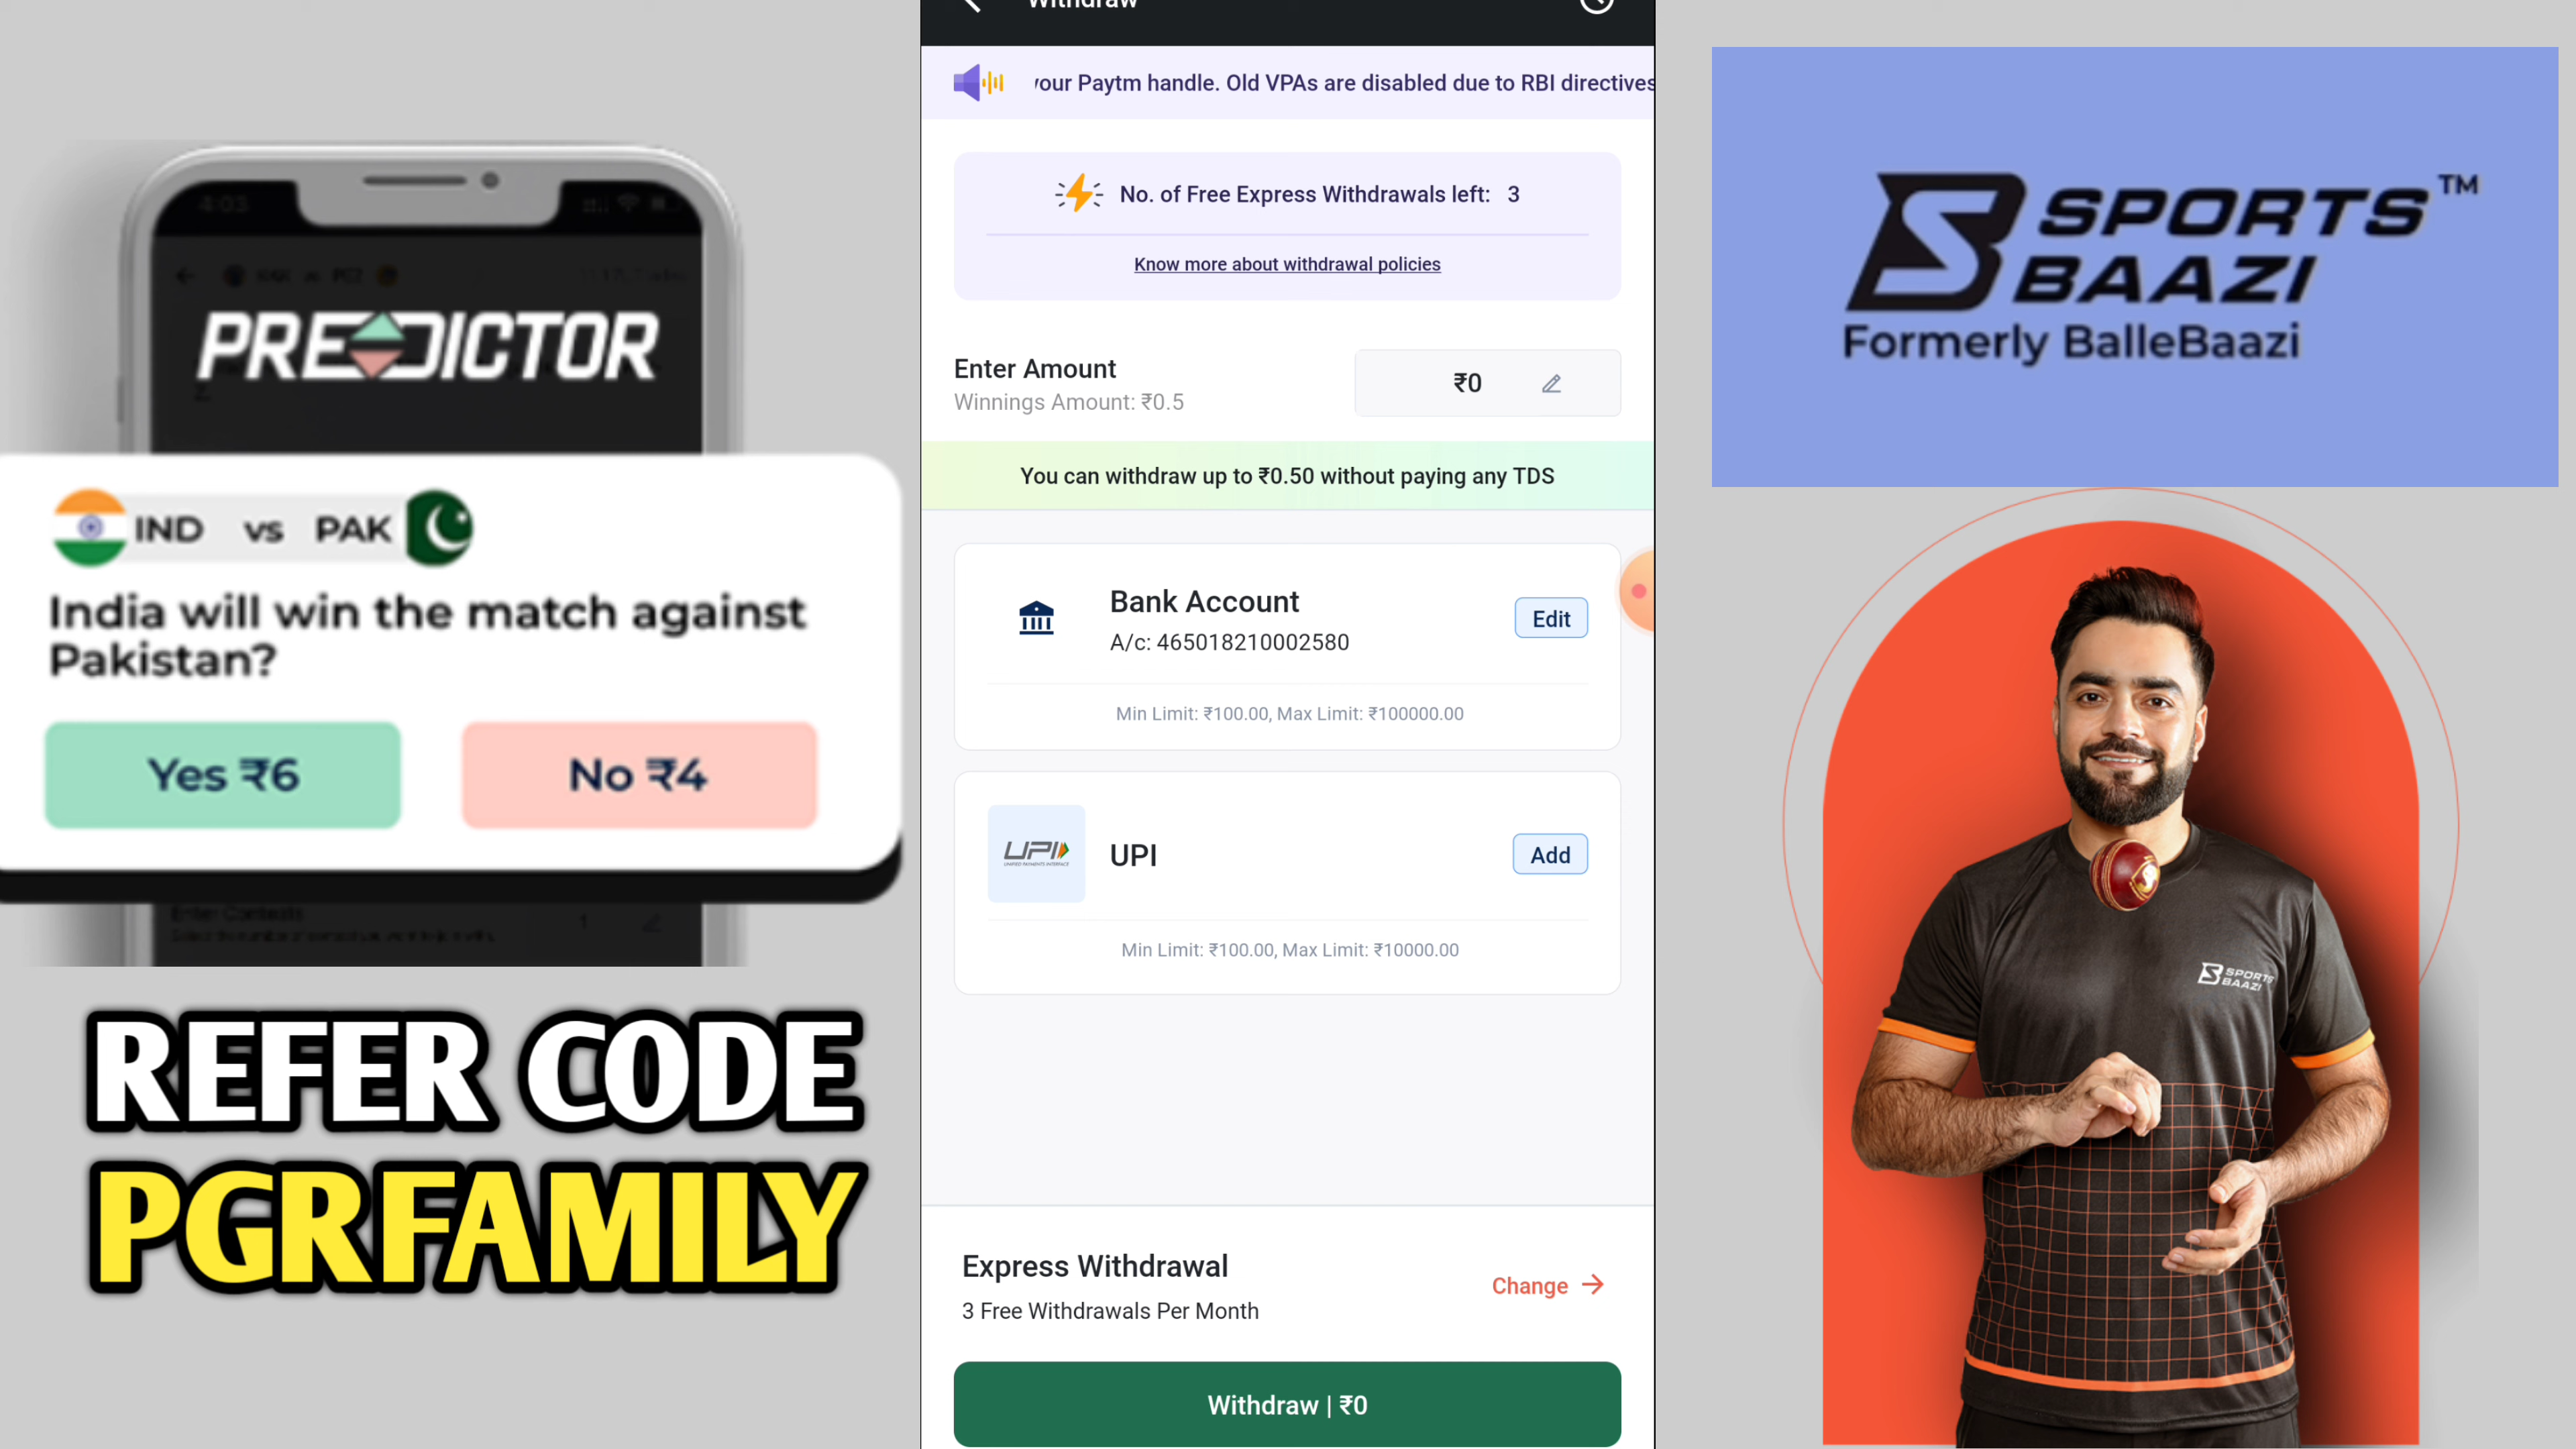 PREDICTOR
IND vs PAK
India will win the match against
Pakistan?
Yes ₹6
No ₹4
REFER CODE
PGRFAMILY
Withdraw
your Paytm handle. Old VPAs are disabled due to RBI directives
No. of Free Express Withdrawals left: 3
Know more about withdrawal policies
Enter Amount
Winnings Amount: ₹0.5
₹0
You can withdraw up to ₹0.50 without paying any TDS
Bank Account
A/c: 465018210002580
Edit
Min Limit: ₹100.00, Max Limit: ₹100000.00
UPI
UNIFIED PAYMENTS INTERFACE
UPI
Add
Min Limit: ₹100.00, Max Limit: ₹10000.00
Express Withdrawal
3 Free Withdrawals Per Month
Change
Withdraw | ₹0
SPORTS™
BAAZI
Formerly BalleBaazi
SPORTS
BAAZI